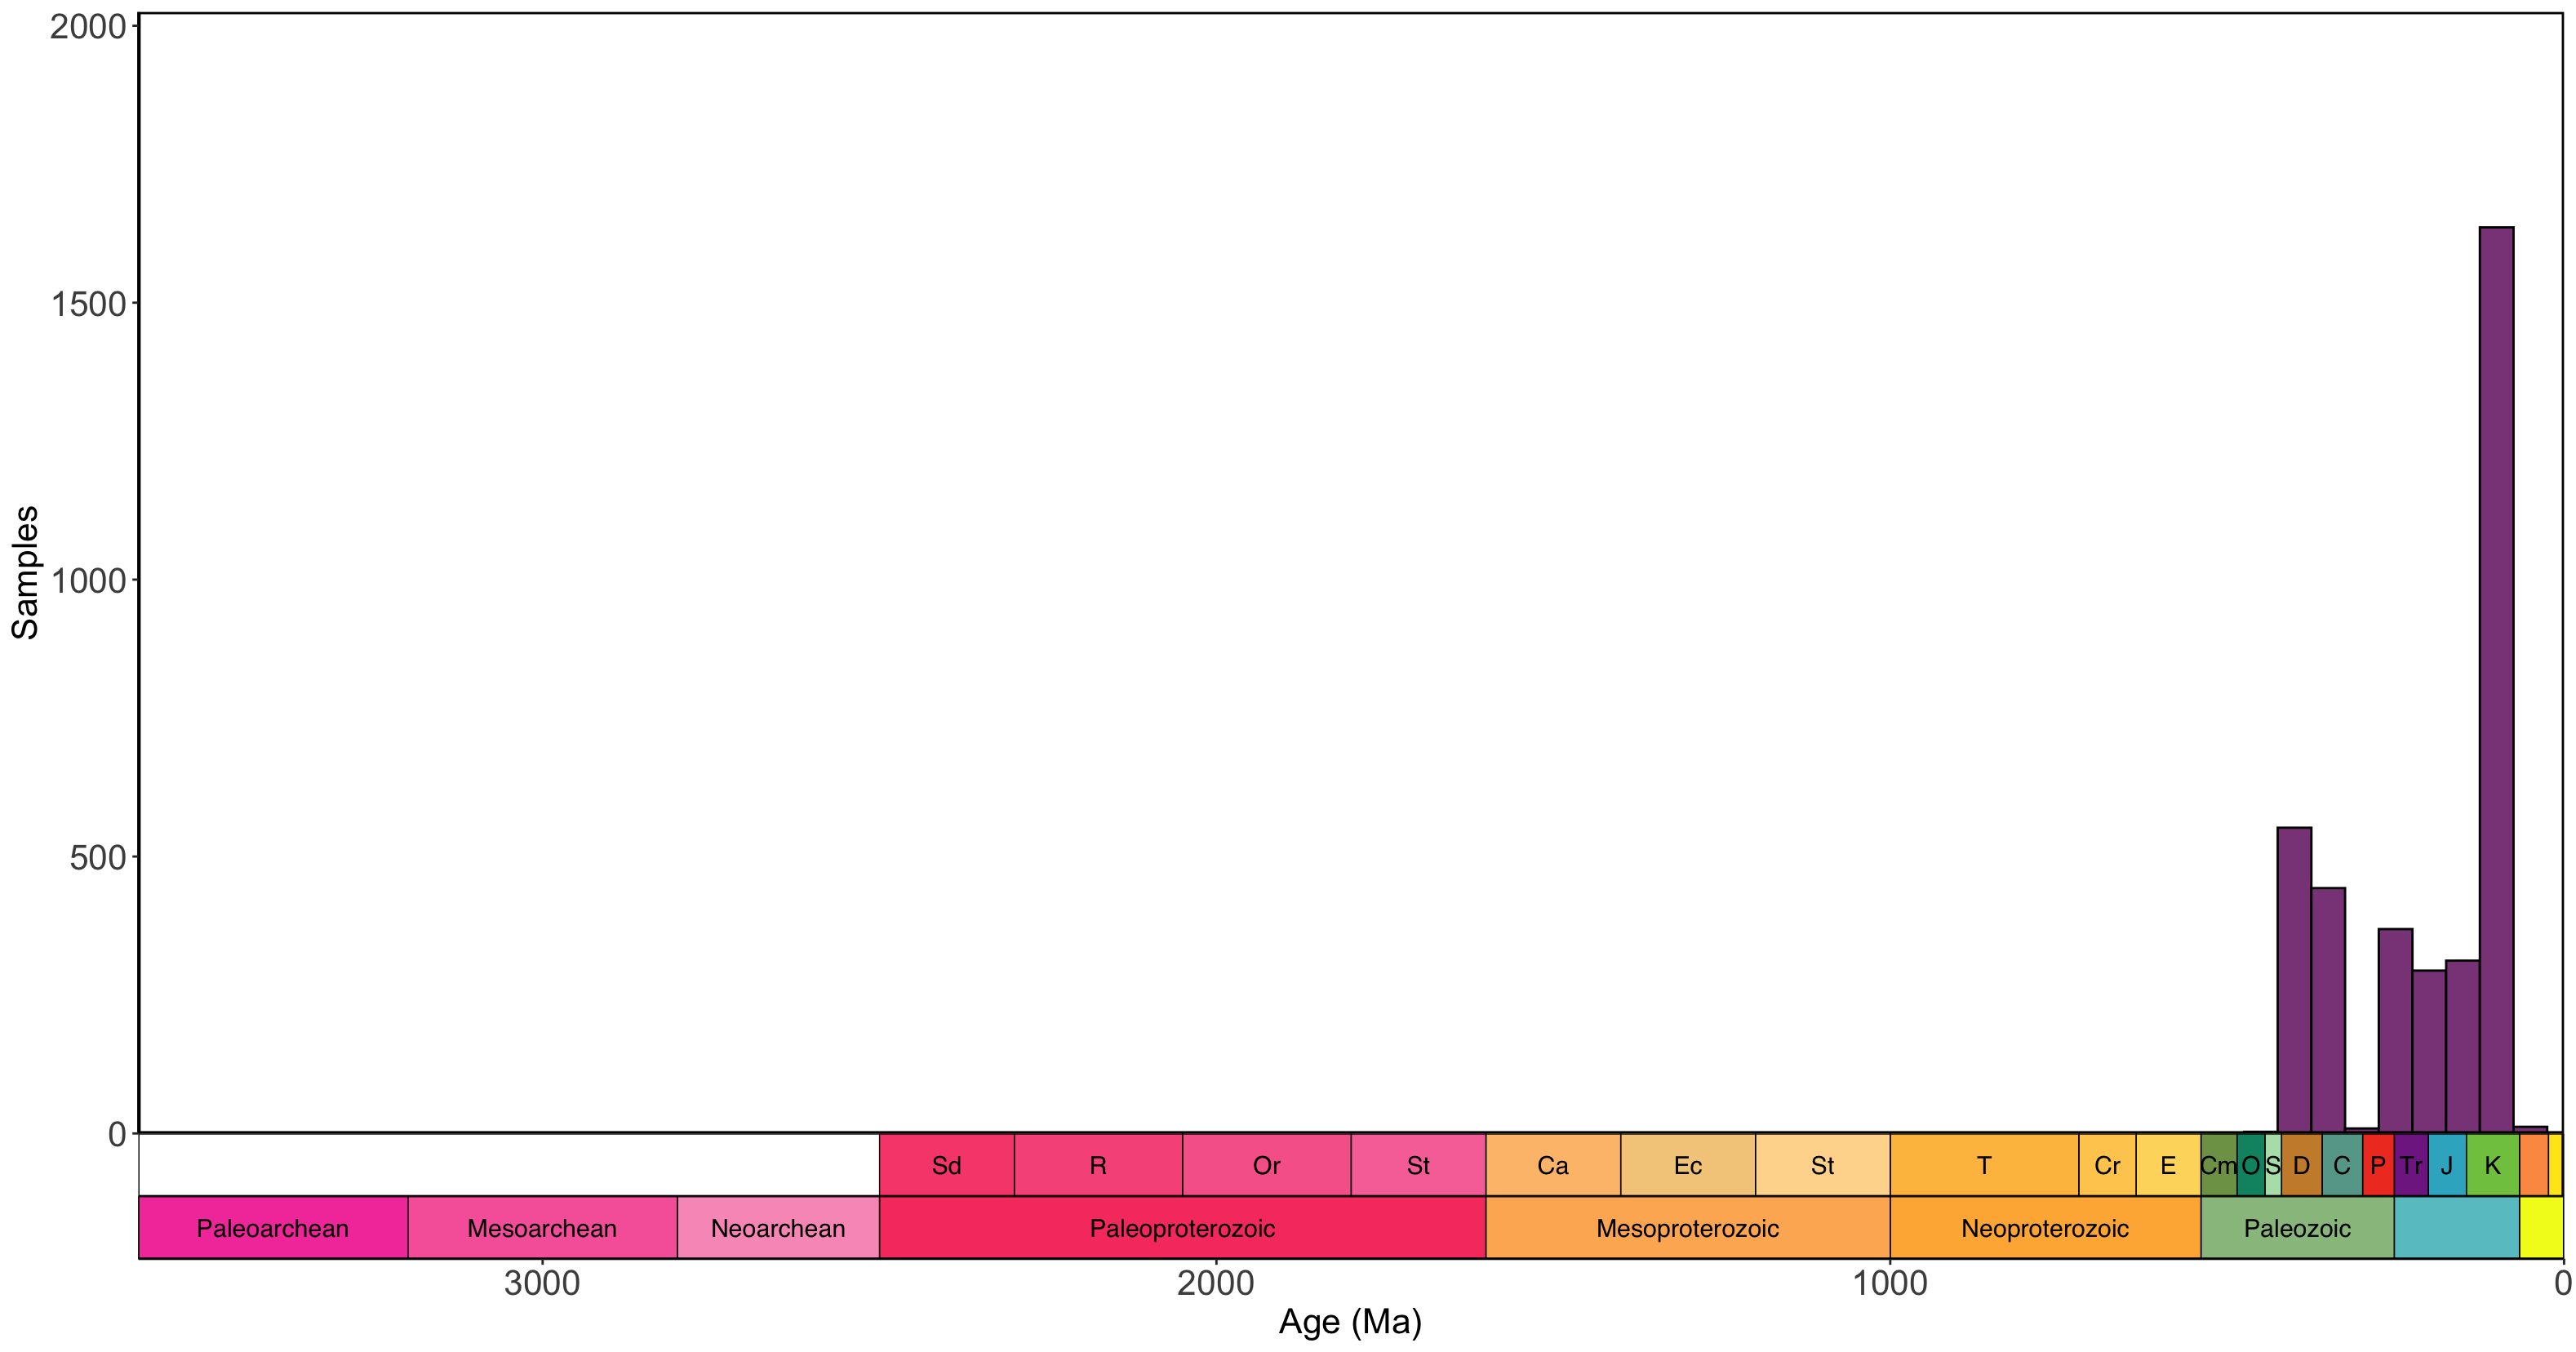 2000
1500
1000
500
0
Samples
Sd R Or St Ca Ec St T Cr E Cm O S D C P Tr J K
Paleoarchean Mesoarchean Neoarchean Paleoproterozoic Mesoproterozoic Neoproterozoic Paleozoic
3000 2000 1000 0
Age (Ma)